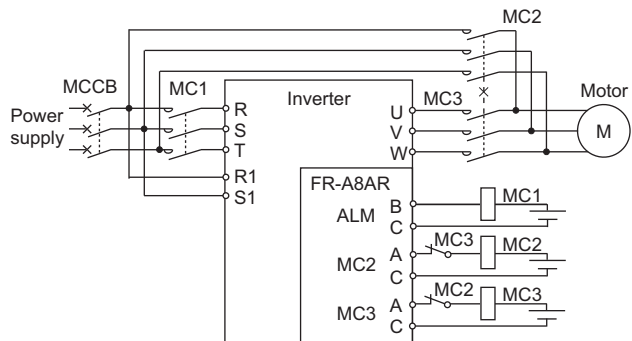 MC2
MCCB
MC1
Inverter
MC3
Motor
Power
supply
R
S
T
R1
S1
U
V
W
M
FR-A8AR
ALM
B
C
MC1
MC2
A
C
MC3
MC2
MC3
A
C
MC2
MC3